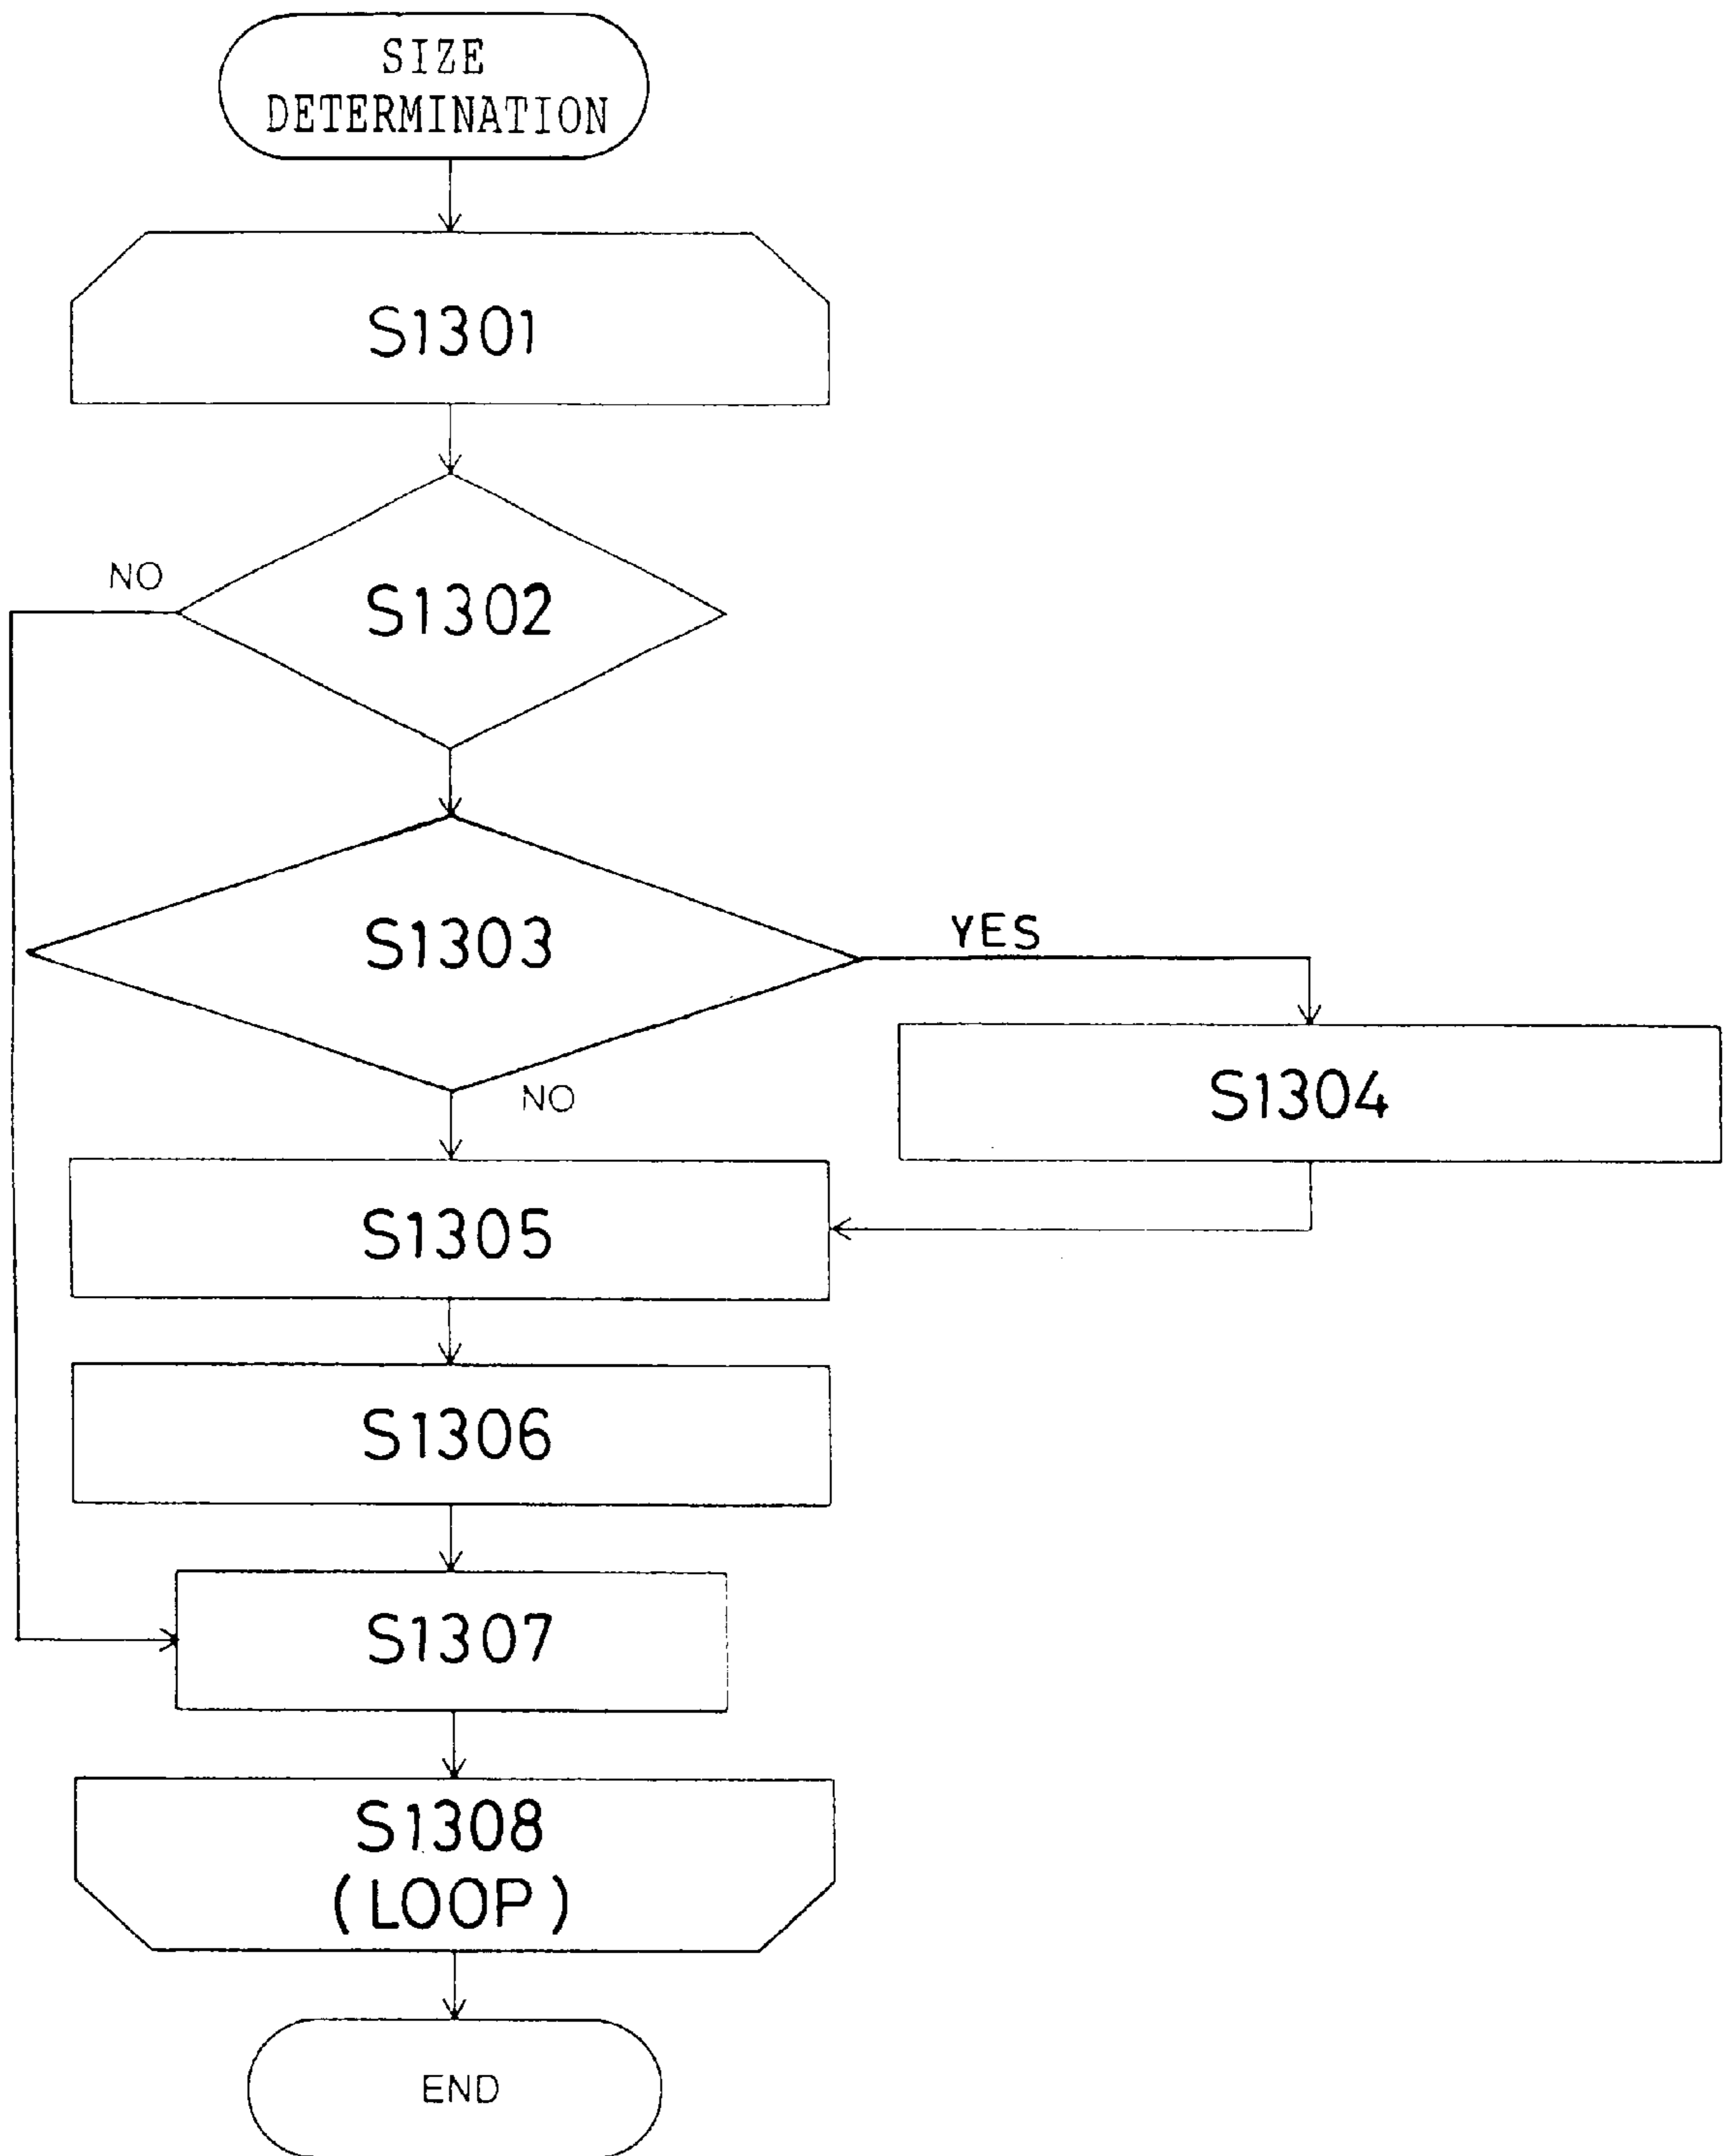 SIZE
DETERMINATION
S1301
NO
S1302
S1303
YES
S1304
NO
S1305
S1306
S1307
S1308
(LOOP)
END